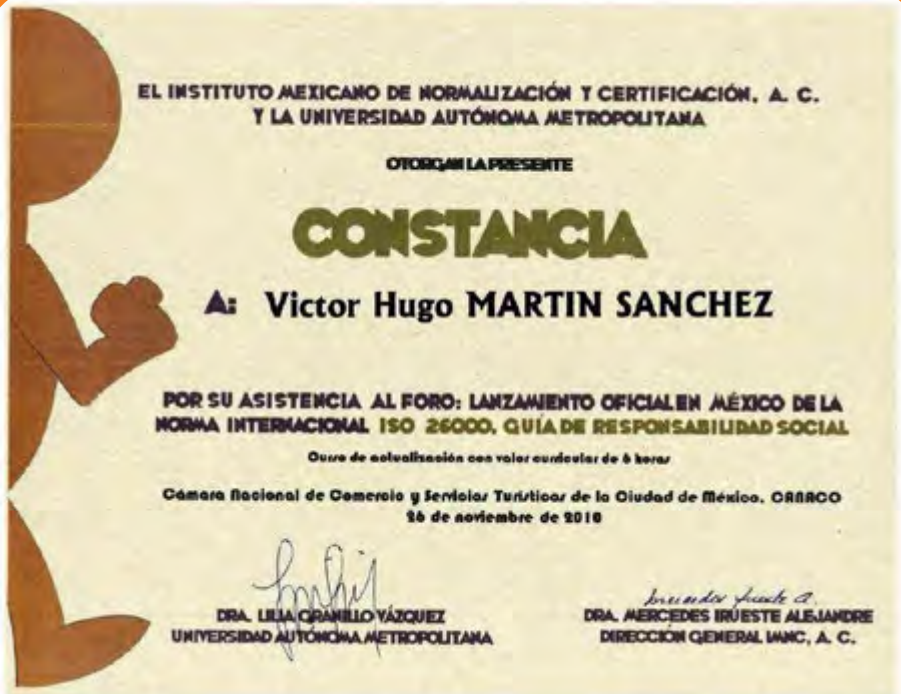 EL INSTITUTO MEXICANO DE NORMALIZACIÓN Y CERTIFICACIÓN, A. C.
Y LA UNIVERSIDAD AUTÓNOMA METROPOLITANA
OTORGAN LA PRESENTE
CONSTANCIA
A: Victor Hugo MARTIN SANCHEZ
POR SU ASISTENCIA AL FORO: LANZAMIENTO OFICIAL EN MÉXICO DE LA
NORMA INTERNACIONAL ISO 26000, GUÍA DE RESPONSABILIDAD SOCIAL
Curso de actualización con valor curricular de 6 horas
Cámara Nacional de Comercio y Servicios Turísticos de la Ciudad de México. CANACO
26 de noviembre de 2010
DRA. LILIA GRANILLO VÁZQUEZ
UNIVERSIDAD AUTÓNOMA METROPOLITANA
mercedes irueste a.
DRA. MERCEDES IRUESTE ALEJANDRE
DIRECCIÓN GENERAL IMNC, A. C.